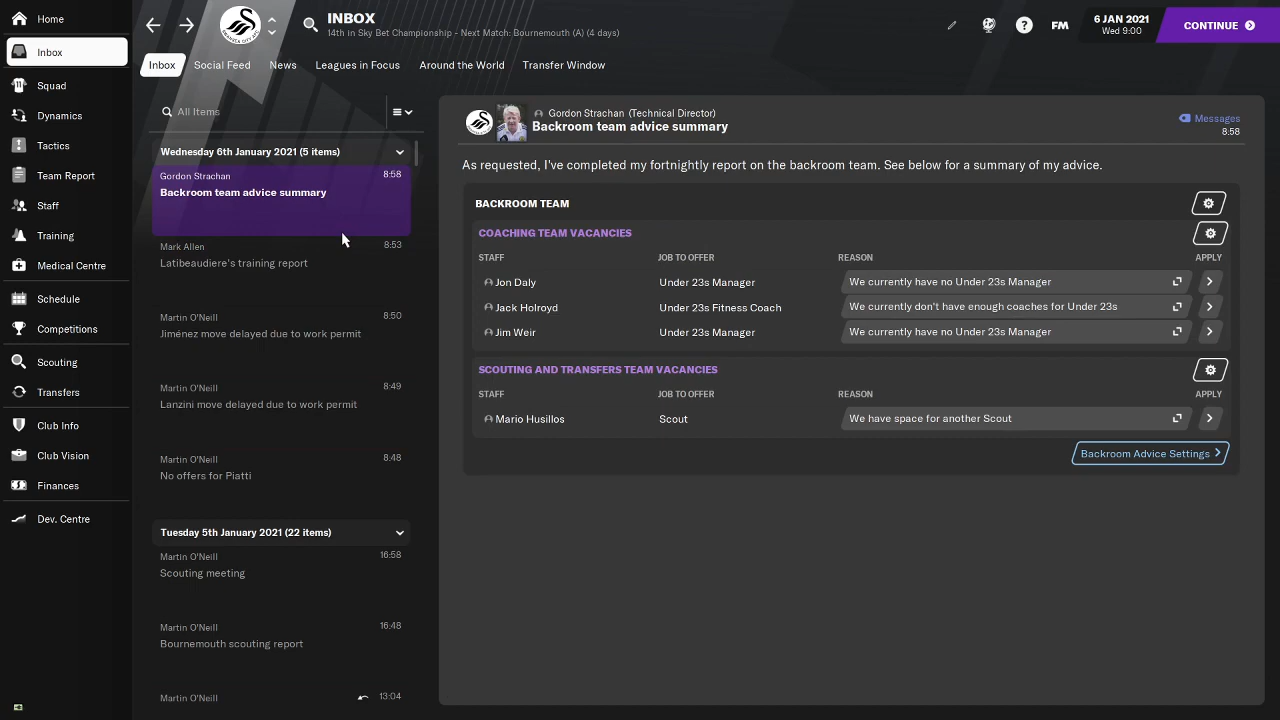 Home
Inbox
Squad
Dynamics
Tactics
Team Report
Staff
Training
Medical Centre
Schedule
Competitions
Scouting
Transfers
Club Info
Club Vision
Finances
Dev. Centre
INBOX
14th in Sky Bet Championship - Next Match: Bournemouth (A) (4 days)
FM
6 JAN 2021
Wed 9:00
CONTINUE
Inbox Social Feed News Leagues in Focus Around the World Transfer Window
All Items
Wednesday 6th January 2021 (5 items)
Gordon Strachan 8:58
Backroom team advice summary
Mark Allen 8:53
Latibeaudiere's training report
Martin O'Neill 8:50
Jiménez move delayed due to work permit
Martin O'Neill 8:49
Lanzini move delayed due to work permit
Martin O'Neill 8:48
No offers for Piatti
Tuesday 5th January 2021 (22 items)
Martin O'Neill 16:58
Scouting meeting
Martin O'Neill 16:48
Bournemouth scouting report
Martin O'Neill 13:04
Gordon Strachan (Technical Director)
Backroom team advice summary
Messages
8:58
As requested, I've completed my fortnightly report on the backroom team. See below for a summary of my advice.
BACKROOM TEAM
COACHING TEAM VACANCIES
STAFF JOB TO OFFER REASON APPLY
Jon Daly Under 23s Manager We currently have no Under 23s Manager
Jack Holroyd Under 23s Fitness Coach We currently don't have enough coaches for Under 23s
Jim Weir Under 23s Manager We currently have no Under 23s Manager
SCOUTING AND TRANSFERS TEAM VACANCIES
STAFF JOB TO OFFER REASON APPLY
Mario Husillos Scout We have space for another Scout
Backroom Advice Settings